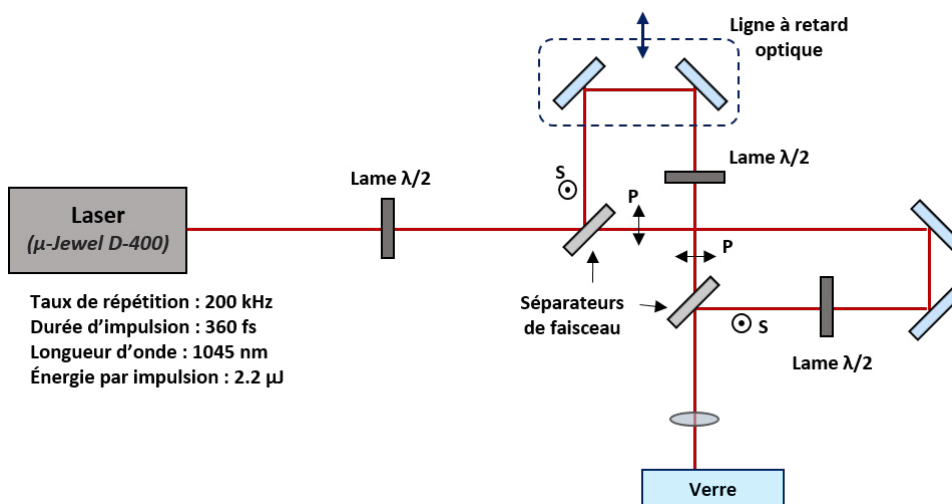 Ligne à retard
optique
Lame λ/2
Lame λ/2
S
P
Laser
(µ-Jewel D-400)
P
Séparateurs
de faisceau
S
Lame λ/2
Taux de répétition : 200 kHz
Durée d’impulsion : 360 fs
Longueur d’onde : 1045 nm
Énergie par impulsion : 2.2 µJ
Verre